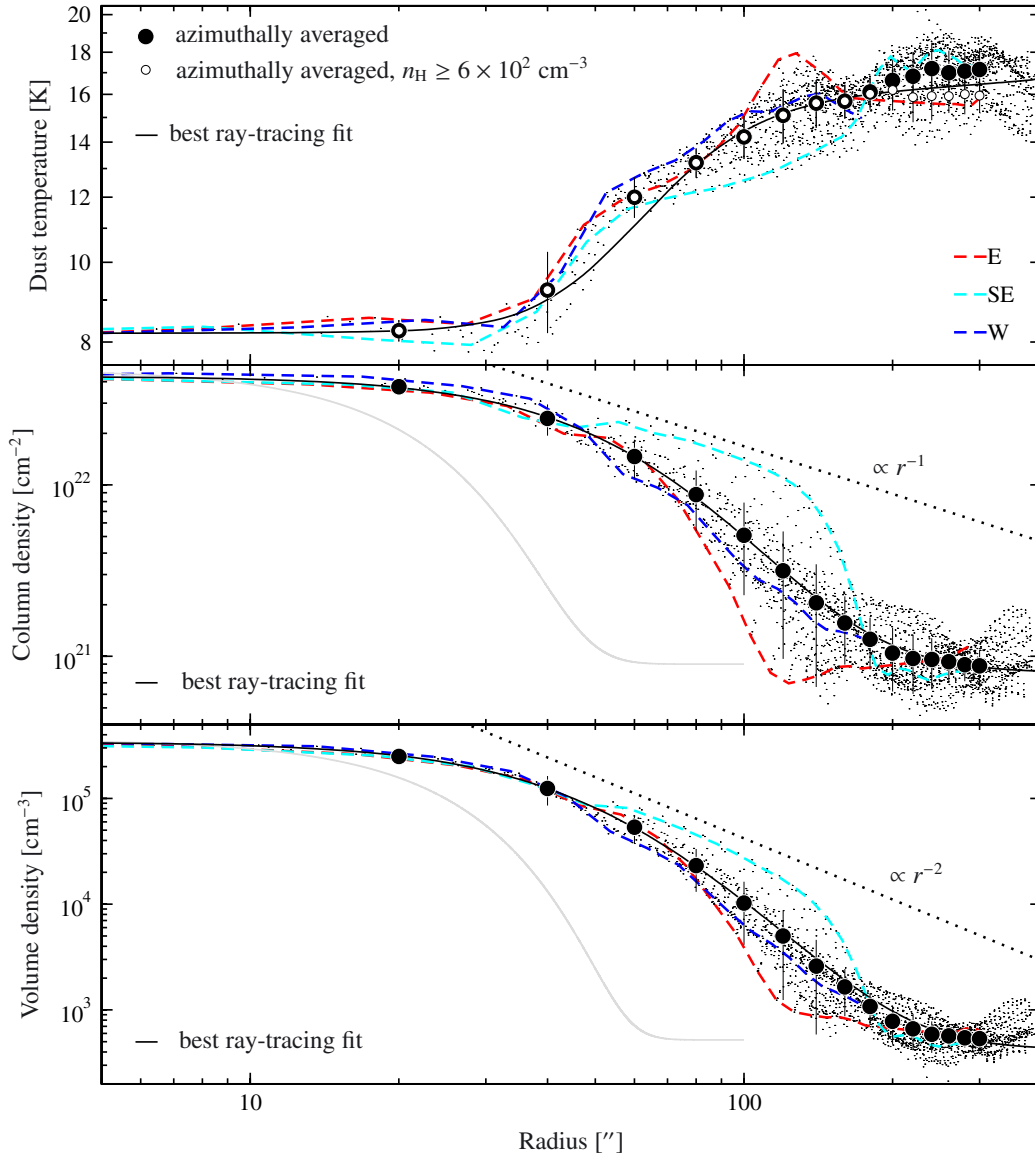 20
18
16
14
12
10
8
Dust temperature [K]
azimuthally averaged
azimuthally averaged, n_H ≥ 6 × 10² cm⁻³
best ray-tracing fit
E
SE
W
10²²
10²¹
Column density [cm⁻²]
∝ r⁻¹
best ray-tracing fit
10⁵
10⁴
10³
Volume density [cm⁻³]
∝ r⁻²
best ray-tracing fit
10
100
Radius [″]